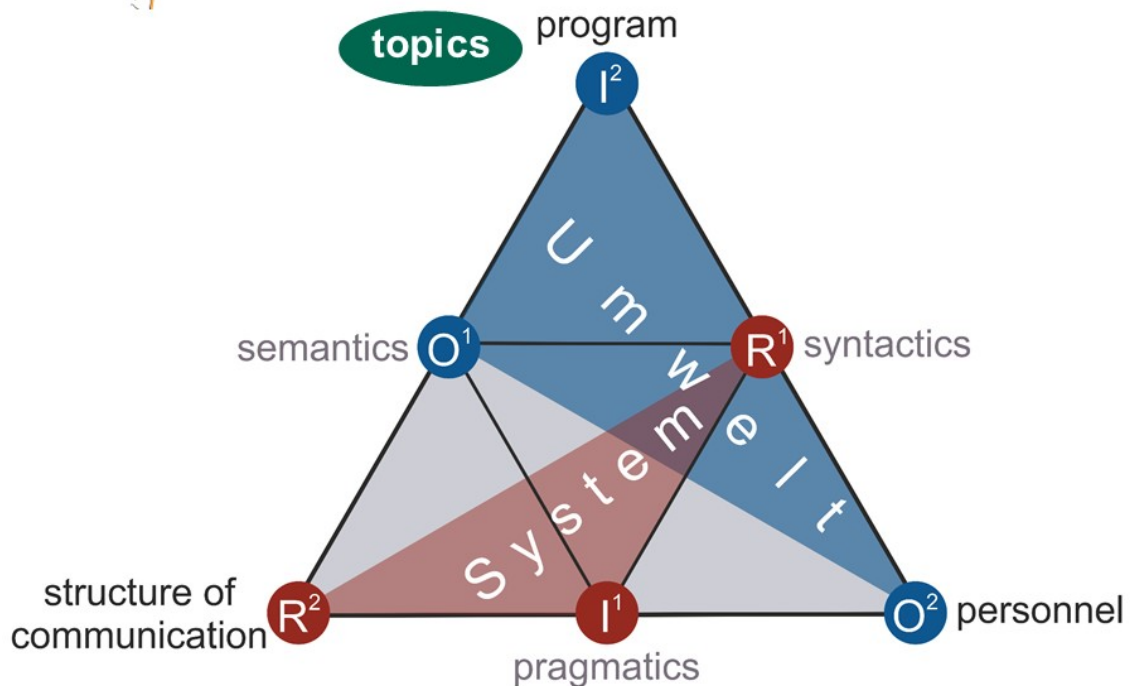 program
topics
I²
Umwelt
semantics
O¹
R¹
syntactics
System
structure of
communication
R²
I¹
O²
personnel
pragmatics